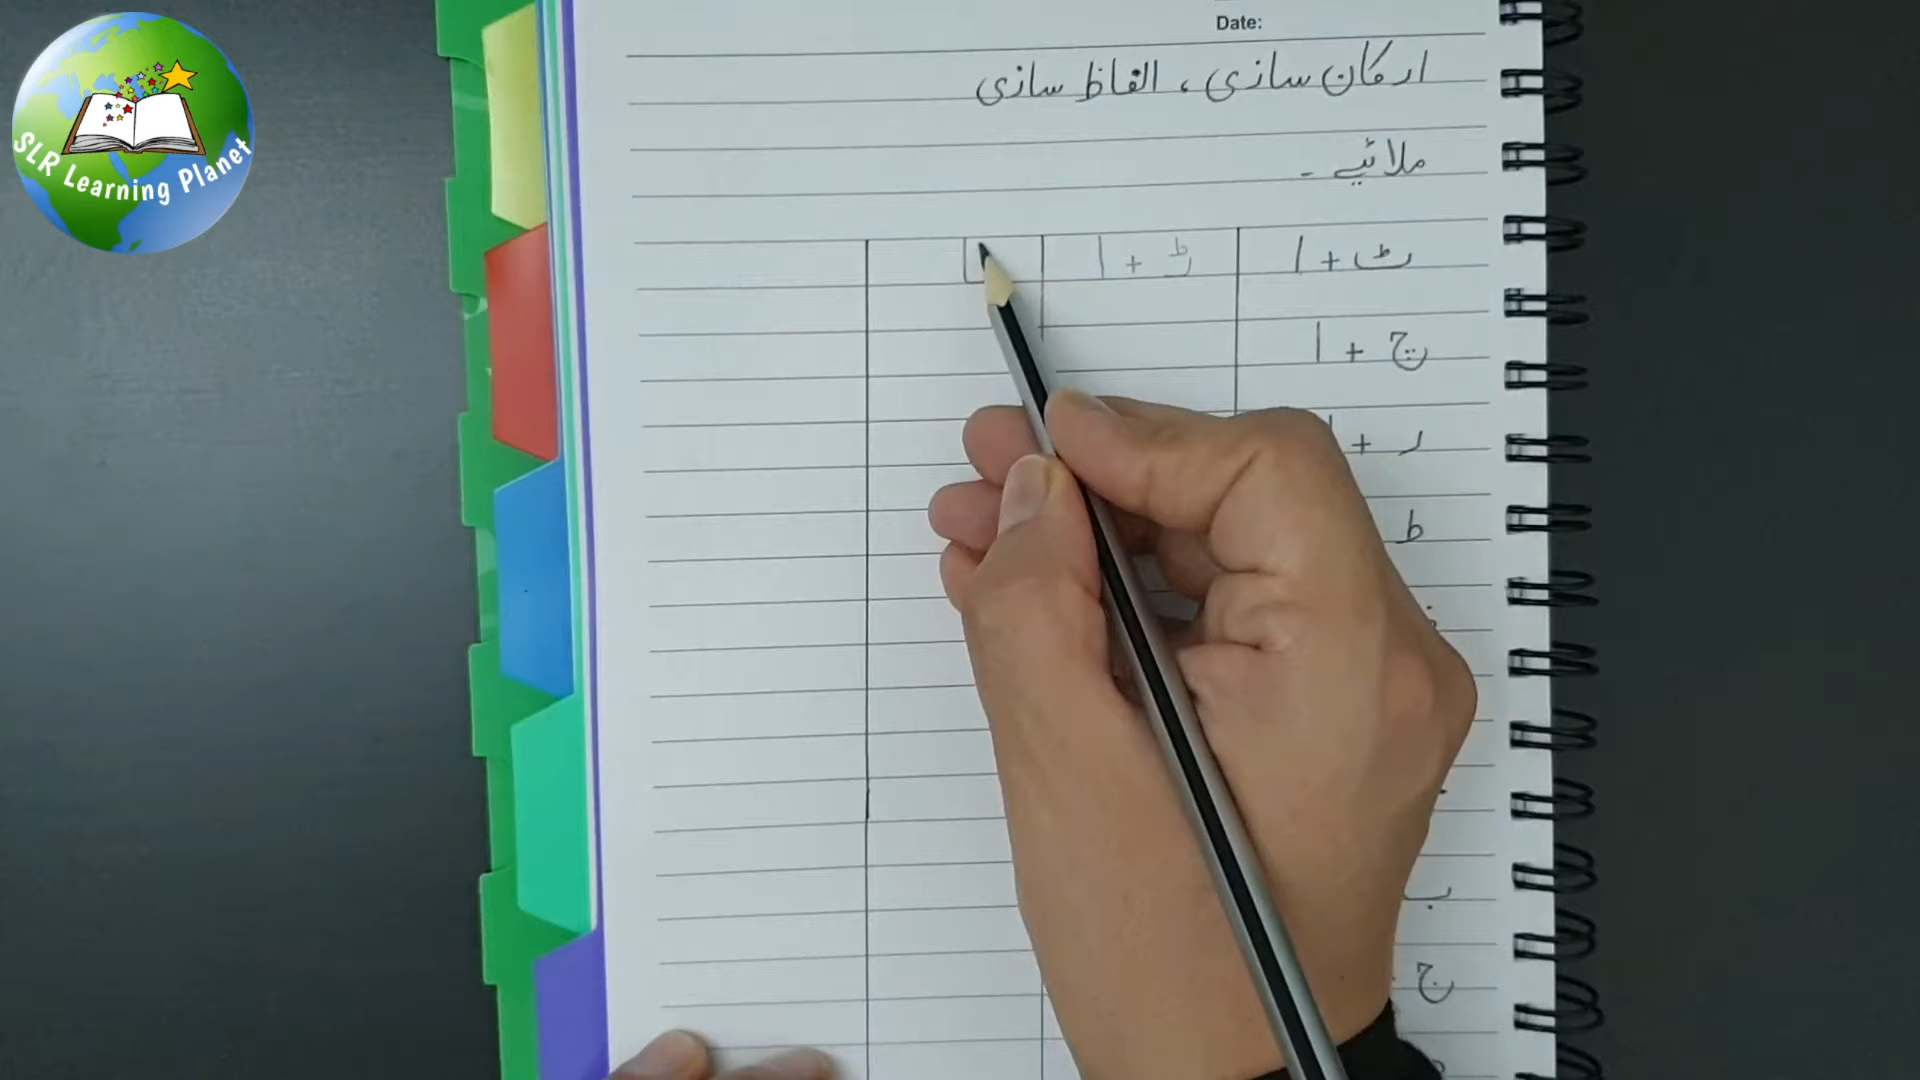 SLR Learning Planet
Date:
ارکان سازی ، الفاظ سازی
ملائیے ۔
ٹ + ا ٹ + ا
چ + ا
ر +
ط
ب
ج